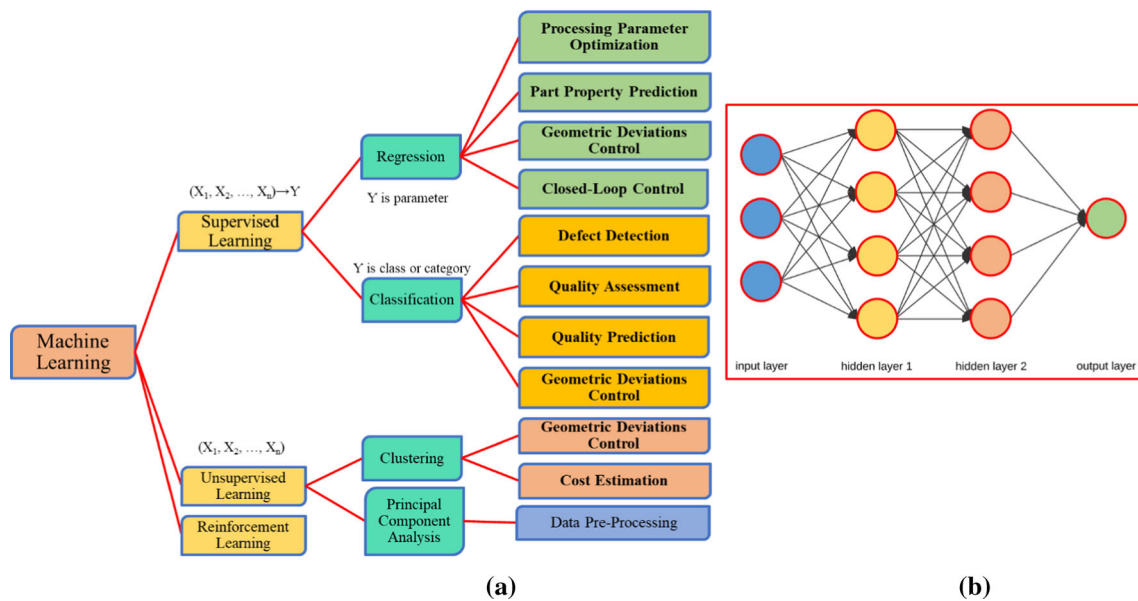 Machine
Learning
(X1, X2, ..., Xn)→Y
Supervised
Learning
(X1, X2, ..., Xn)
Unsupervised
Learning
Reinforcement
Learning
Regression
Y is parameter
Y is class or category
Classification
Clustering
Principal
Component
Analysis
Processing Parameter
Optimization
Part Property Prediction
Geometric Deviations
Control
Closed-Loop Control
Defect Detection
Quality Assessment
Quality Prediction
Geometric Deviations
Control
Geometric Deviations
Control
Cost Estimation
Data Pre-Processing
(a)
input layer
hidden layer 1
hidden layer 2
output layer
(b)